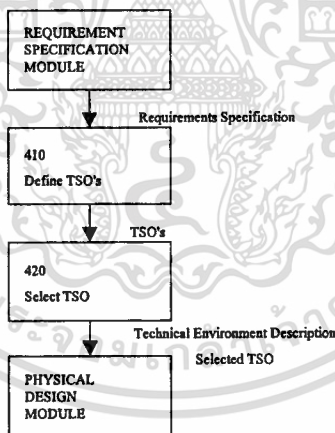 REQUIREMENT
SPECIFICATION
MODULE
Requirements Specification
410
Define TSO's
TSO's
420
Select TSO
Technical Environment Description
Selected TSO
PHYSICAL
DESIGN
MODULE